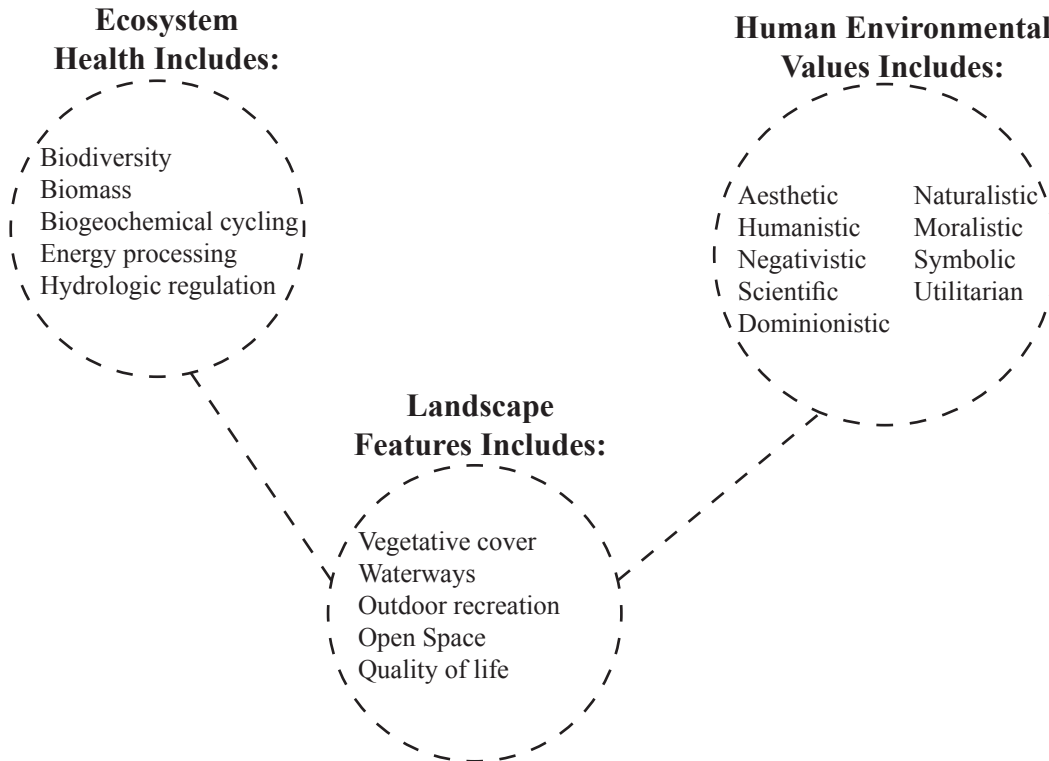 Ecosystem
Health Includes:
Biodiversity
Biomass
Biogeochemical cycling
Energy processing
Hydrologic regulation
Human Environmental
Values Includes:
Aesthetic Naturalistic
Humanistic Moralistic
Negativistic Symbolic
Scientific Utilitarian
Dominionistic
Landscape
Features Includes:
Vegetative cover
Waterways
Outdoor recreation
Open Space
Quality of life